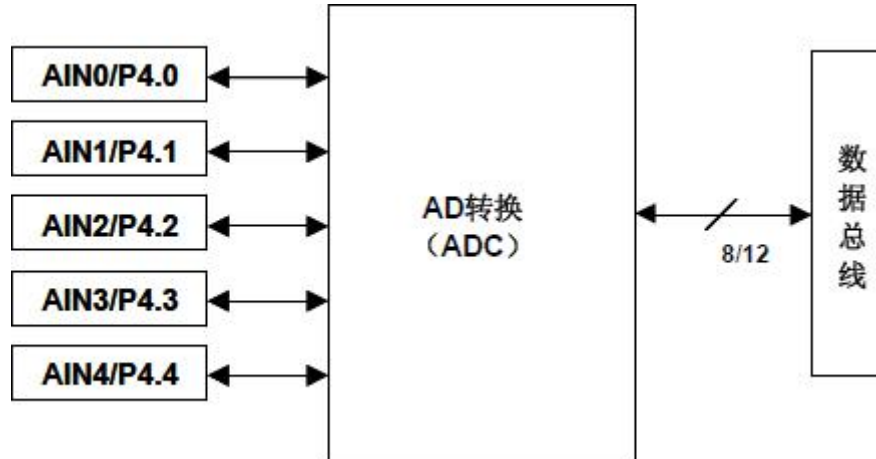 AIN0/P4.0
AIN1/P4.1
AIN2/P4.2
AIN3/P4.3
AIN4/P4.4
AD转换
（ADC）
8/12
数
据
总
线